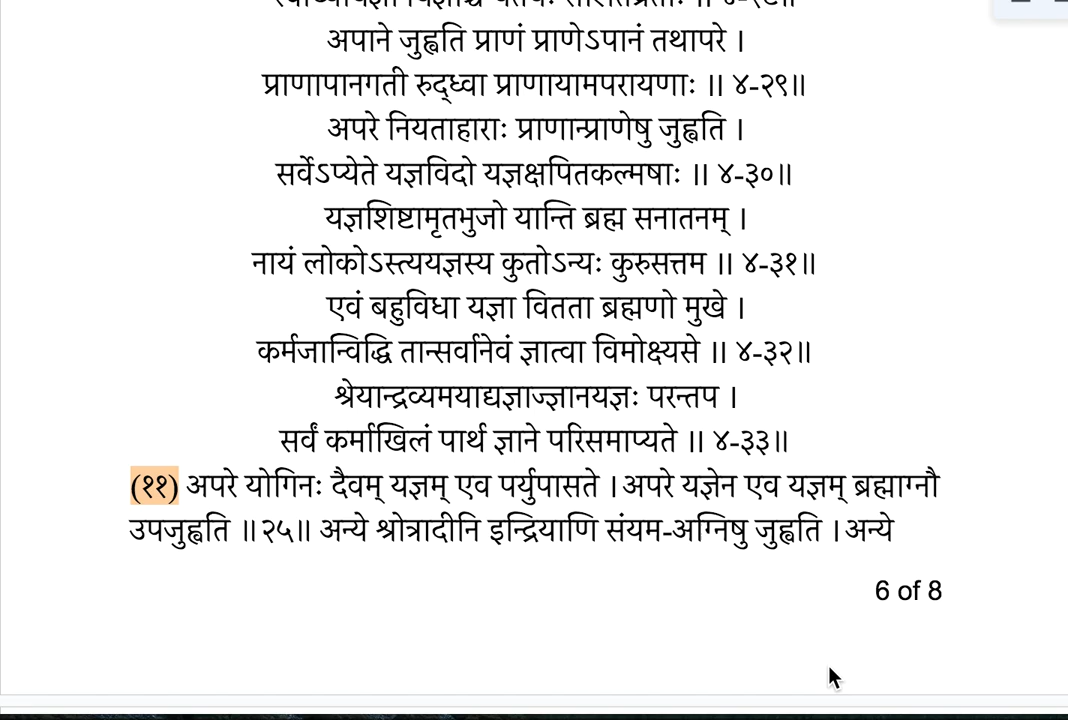 अपाने जुह्वति प्राणं प्राणेऽपानं तथापरे ।
प्राणापानगती रुद्ध्वा प्राणायामपरायणाः ॥ ४-२९॥
अपरे नियताहाराः प्राणान्प्राणेषु जुह्वति ।
सर्वेऽप्येते यज्ञविदो यज्ञक्षपितकल्मषाः ॥ ४-३०॥
यज्ञशिष्टामृतभुजो यान्ति ब्रह्म सनातनम् ।
नायं लोकोऽस्त्ययज्ञस्य कुतोऽन्यः कुरुसत्तम ॥ ४-३१॥
एवं बहुविधा यज्ञा वितता ब्रह्मणो मुखे ।
कर्मजान्विद्धि तान्सर्वानेवं ज्ञात्वा विमोक्ष्यसे ॥ ४-३२॥
श्रेयान्द्रव्यमयाद्यज्ञाज्ज्ञानयज्ञः परन्तप ।
सर्वं कर्माखिलं पार्थ ज्ञाने परिसमाप्यते ॥ ४-३३॥
(११) अपरे योगिनः दैवम् यज्ञम् एव पर्युपासते । अपरे यज्ञेन एव यज्ञम् ब्रह्माग्नौ
उपजुह्वति ॥२५॥ अन्ये श्रोत्रादीनि इन्द्रियाणि संयम-अग्निषु जुह्वति । अन्ये
6 of 8